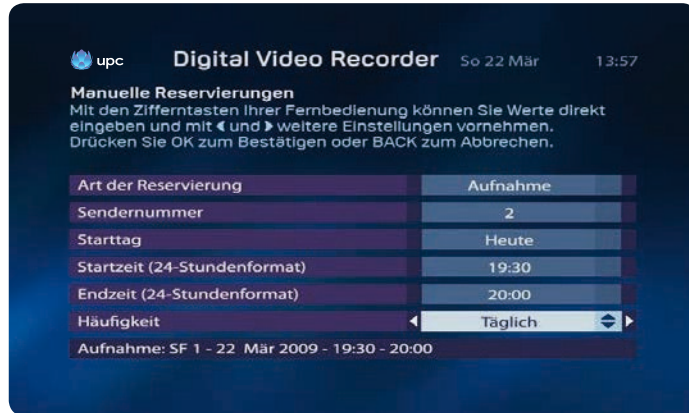 upc Digital Video Recorder So 22 Mär 13:57
Manuelle Reservierungen
Mit den Zifferntasten Ihrer Fernbedienung können Sie Werte direkt
eingeben und mit ◀ und ▶ weitere Einstellungen vornehmen.
Drücken Sie OK zum Bestätigen oder BACK zum Abbrechen.
Art der Reservierung Aufnahme
Sendernummer 2
Starttag Heute
Startzeit (24-Stundenformat) 19:30
Endzeit (24-Stundenformat) 20:00
Häufigkeit Täglich
Aufnahme: SF 1 - 22 Mär 2009 - 19:30 - 20:00